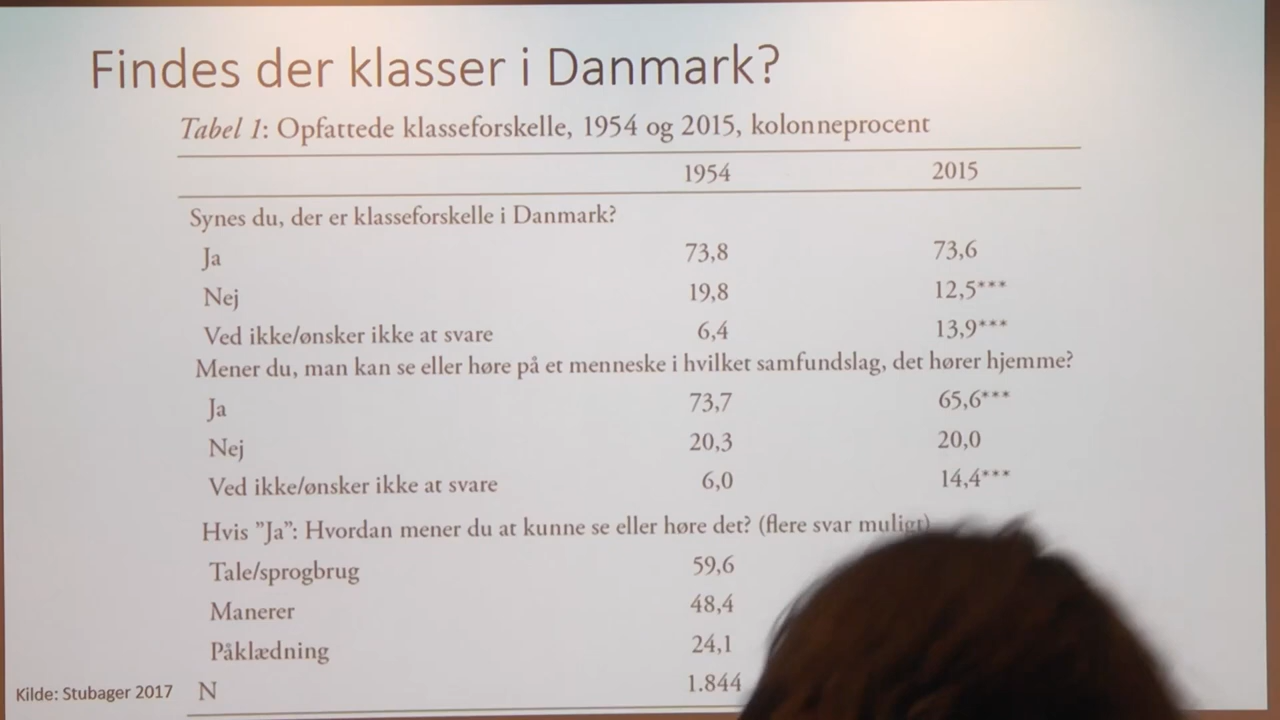 Findes der klasser i Danmark?
Tabel 1: Opfattede klasseforskelle, 1954 og 2015, kolonneprocent
1954 2015
Synes du, der er klasseforskelle i Danmark?
Ja 73,8 73,6
Nej 19,8 12,5***
Ved ikke/ønsker ikke at svare 6,4 13,9***
Mener du, man kan se eller høre på et menneske i hvilket samfundslag, det hører hjemme?
Ja 73,7 65,6***
Nej 20,3 20,0
Ved ikke/ønsker ikke at svare 6,0 14,4***
Hvis ”Ja”: Hvordan mener du at kunne se eller høre det? (flere svar muligt)
Tale/sprogbrug 59,6
Manerer 48,4
Påklædning 24,1
Kilde: Stubager 2017 N 1.844